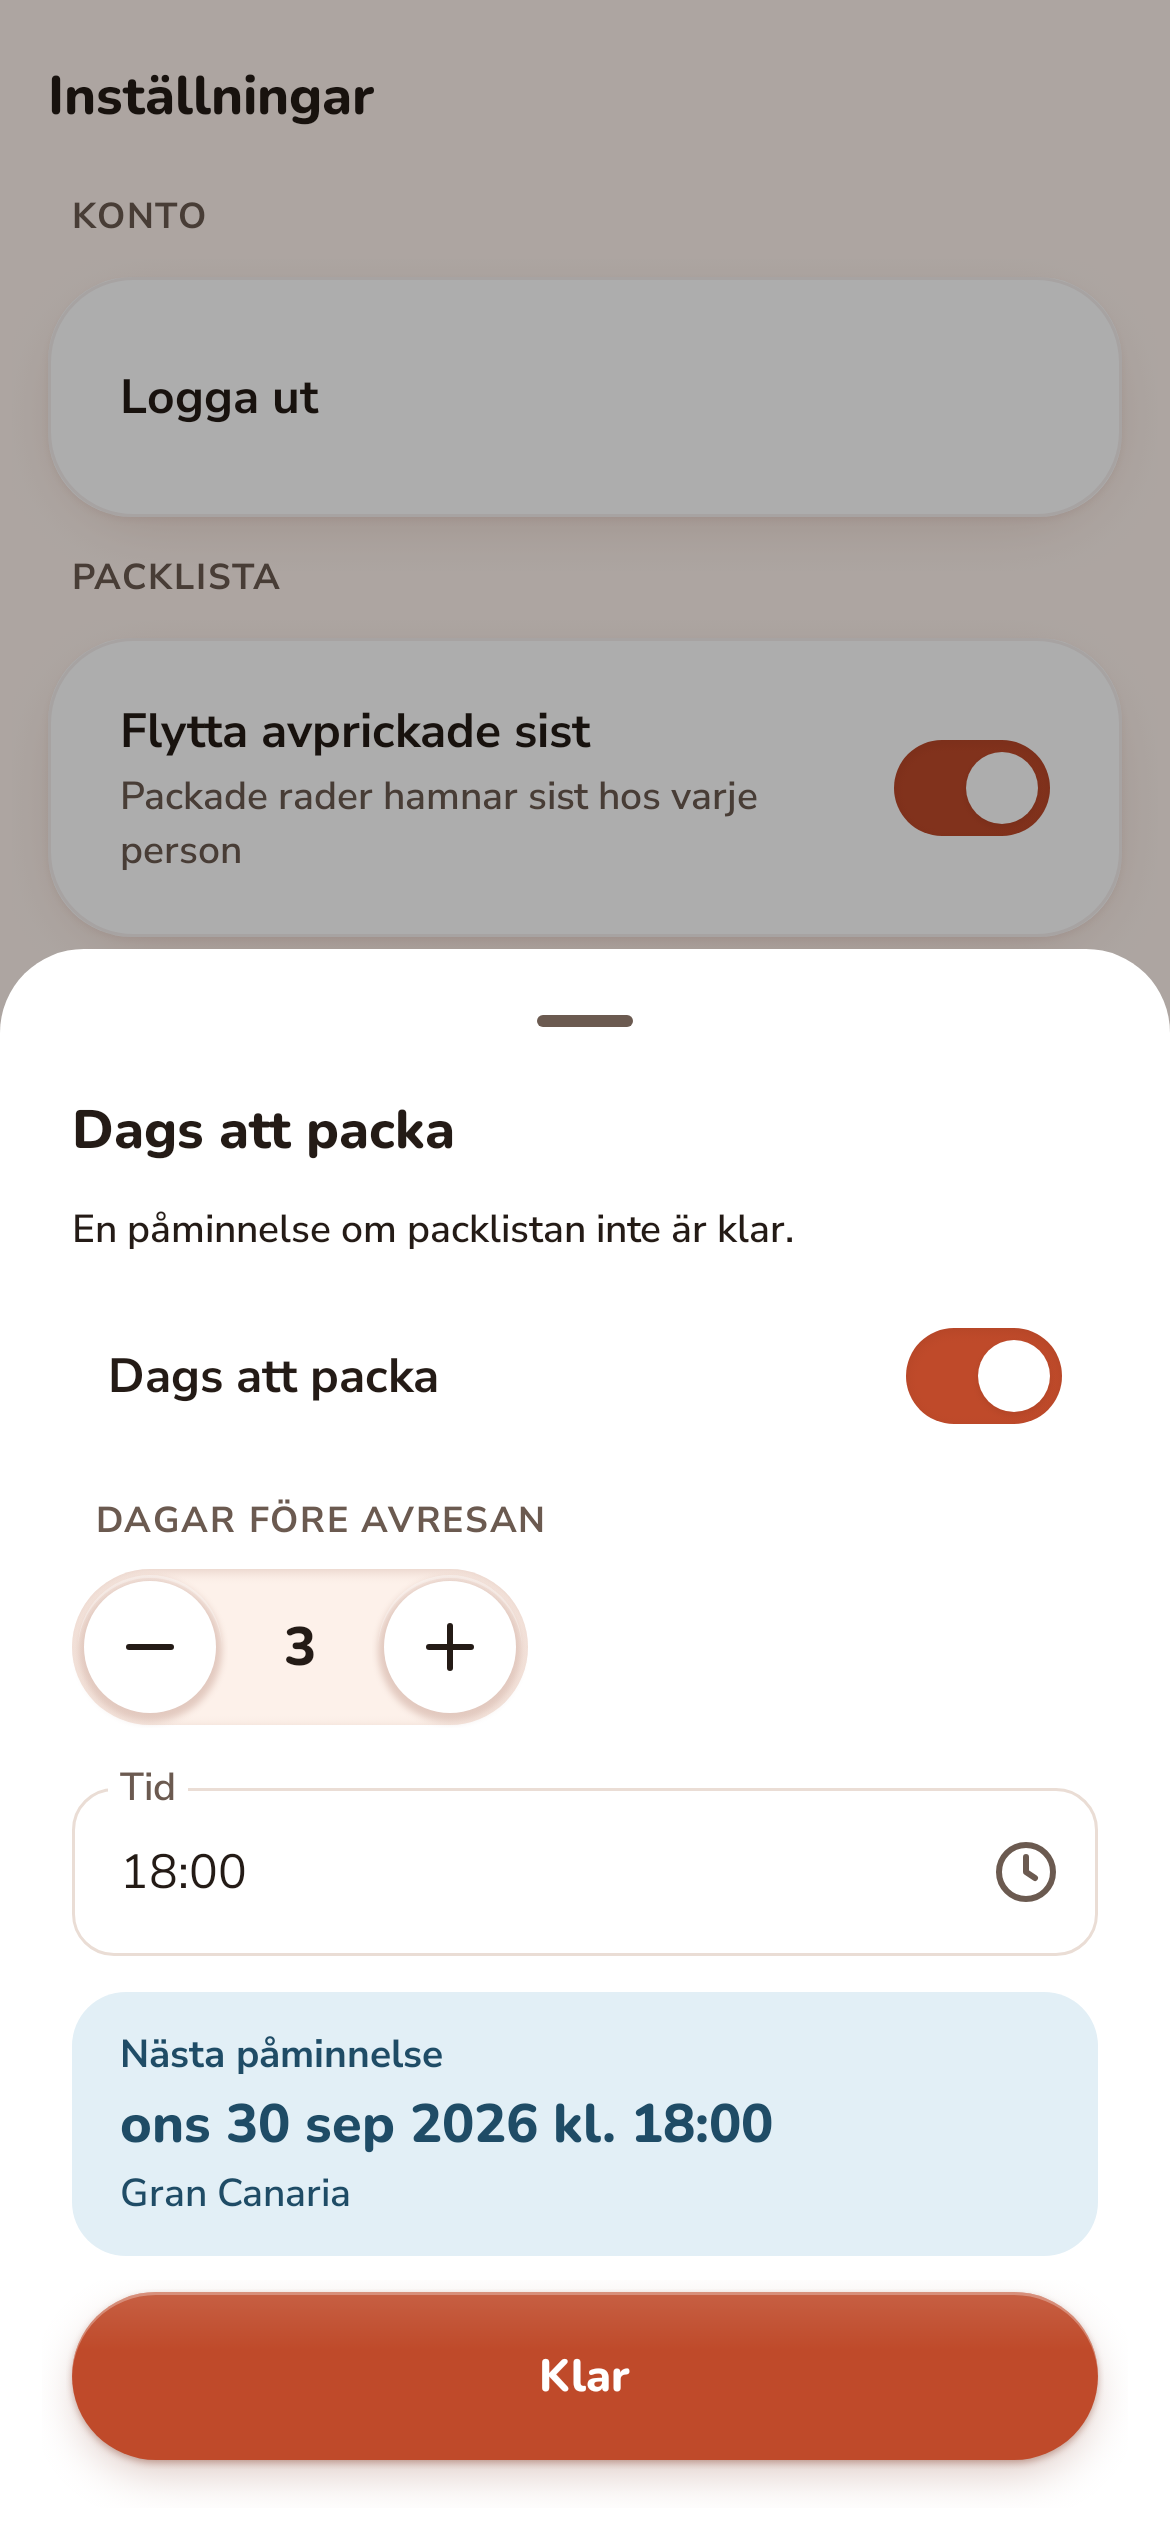 Inställningar
KONTO
Logga ut
PACKLISTA
Flytta avprickade sist
Packade rader hamnar sist hos varje
person
Dags att packa
En påminnelse om packlistan inte är klar.
Dags att packa
DAGAR FÖRE AVRESAN
3
Tid
18:00
Nästa påminnelse
ons 30 sep 2026 kl. 18:00
Gran Canaria
Klar